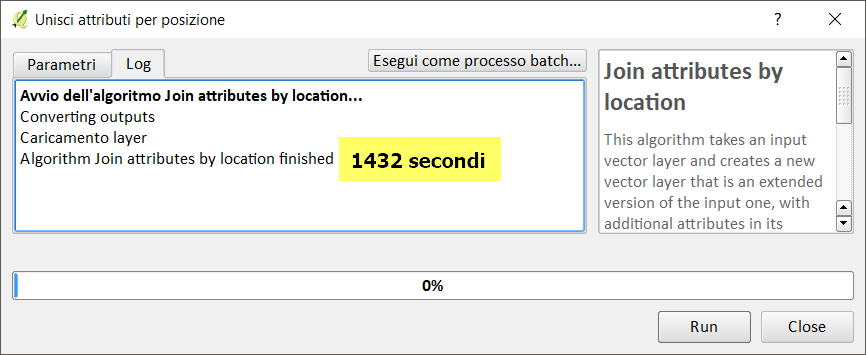 Unisci attributi per posizione
?
Parametri
Log
Esegui come processo batch...
Avvio dell'algoritmo Join attributes by location...
Converting outputs
Caricamento layer
Algorithm Join attributes by location finished
1432 secondi
Join attributes by
location
This algorithm takes an input
vector layer and creates a new
vector layer that is an extended
version of the input one, with
additional attributes in its
0%
Run
Close